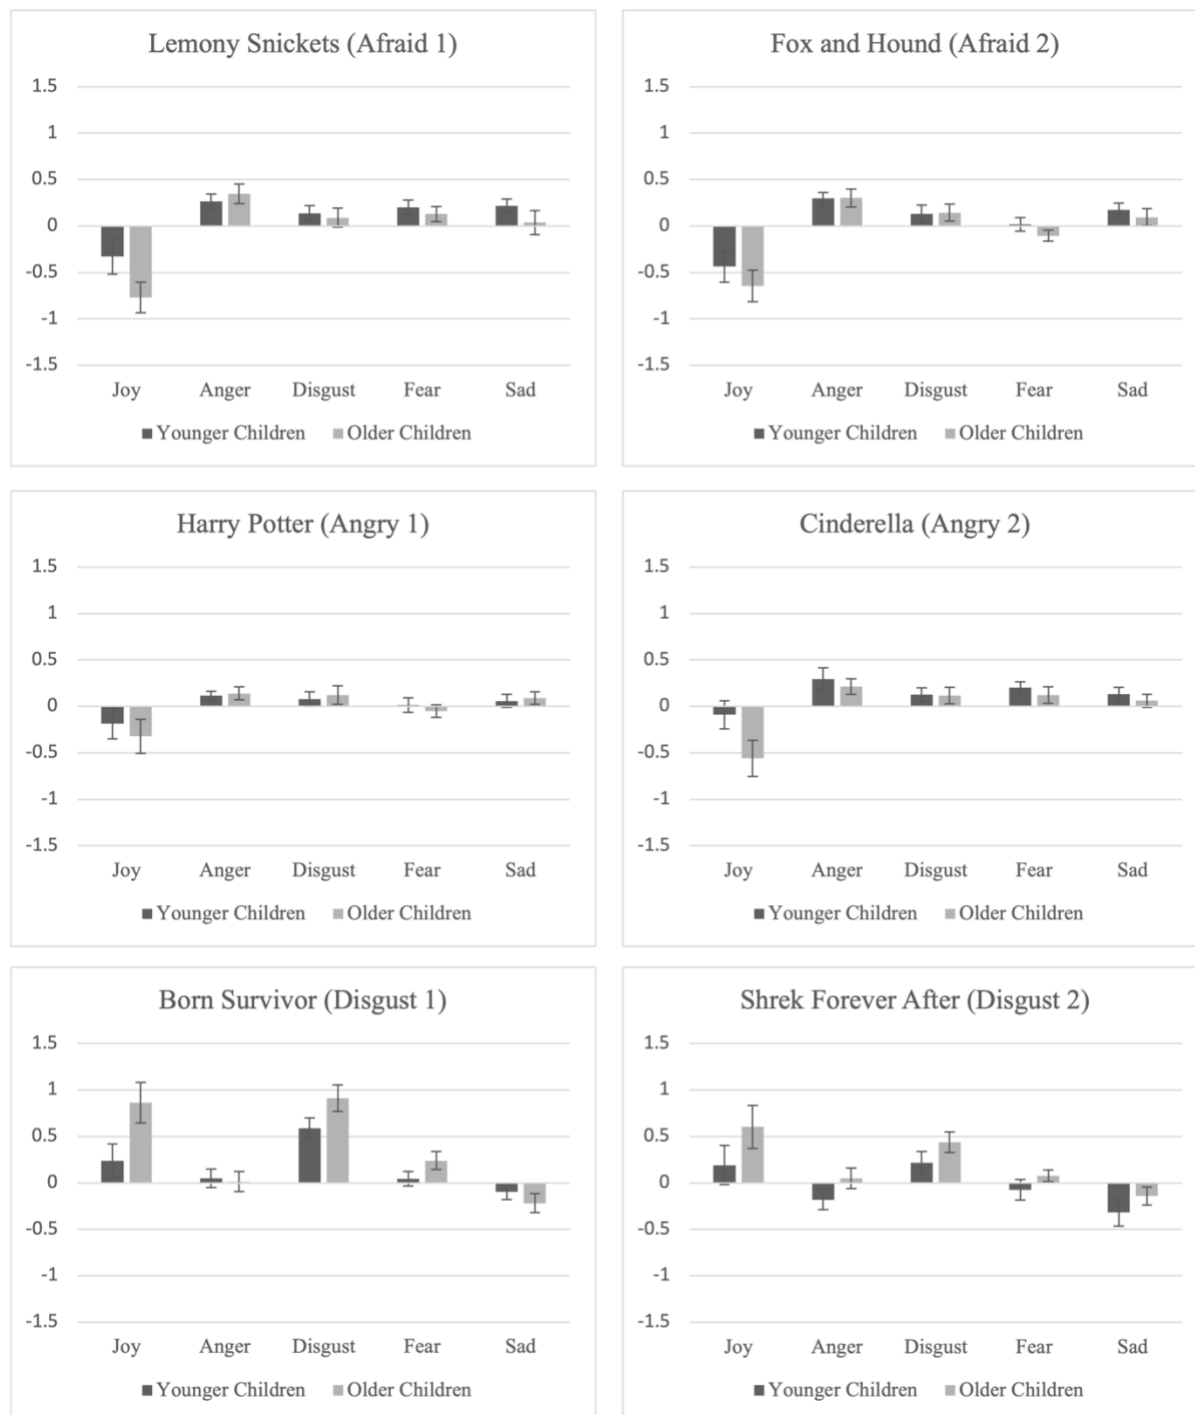 Lemony Snickets (Afraid 1)
1.5
1
0.5
0
-0.5
-1
-1.5
Joy Anger Disgust Fear Sad
Younger Children Older Children
Fox and Hound (Afraid 2)
1.5
1
0.5
0
-0.5
-1
-1.5
Joy Anger Disgust Fear Sad
Younger Children Older Children
Harry Potter (Angry 1)
1.5
1
0.5
0
-0.5
-1
-1.5
Joy Anger Disgust Fear Sad
Younger Children Older Children
Cinderella (Angry 2)
1.5
1
0.5
0
-0.5
-1
-1.5
Joy Anger Disgust Fear Sad
Younger Children Older Children
Born Survivor (Disgust 1)
1.5
1
0.5
0
-0.5
-1
-1.5
Joy Anger Disgust Fear Sad
Younger Children Older Children
Shrek Forever After (Disgust 2)
1.5
1
0.5
0
-0.5
-1
-1.5
Joy Anger Disgust Fear Sad
Younger Children Older Children